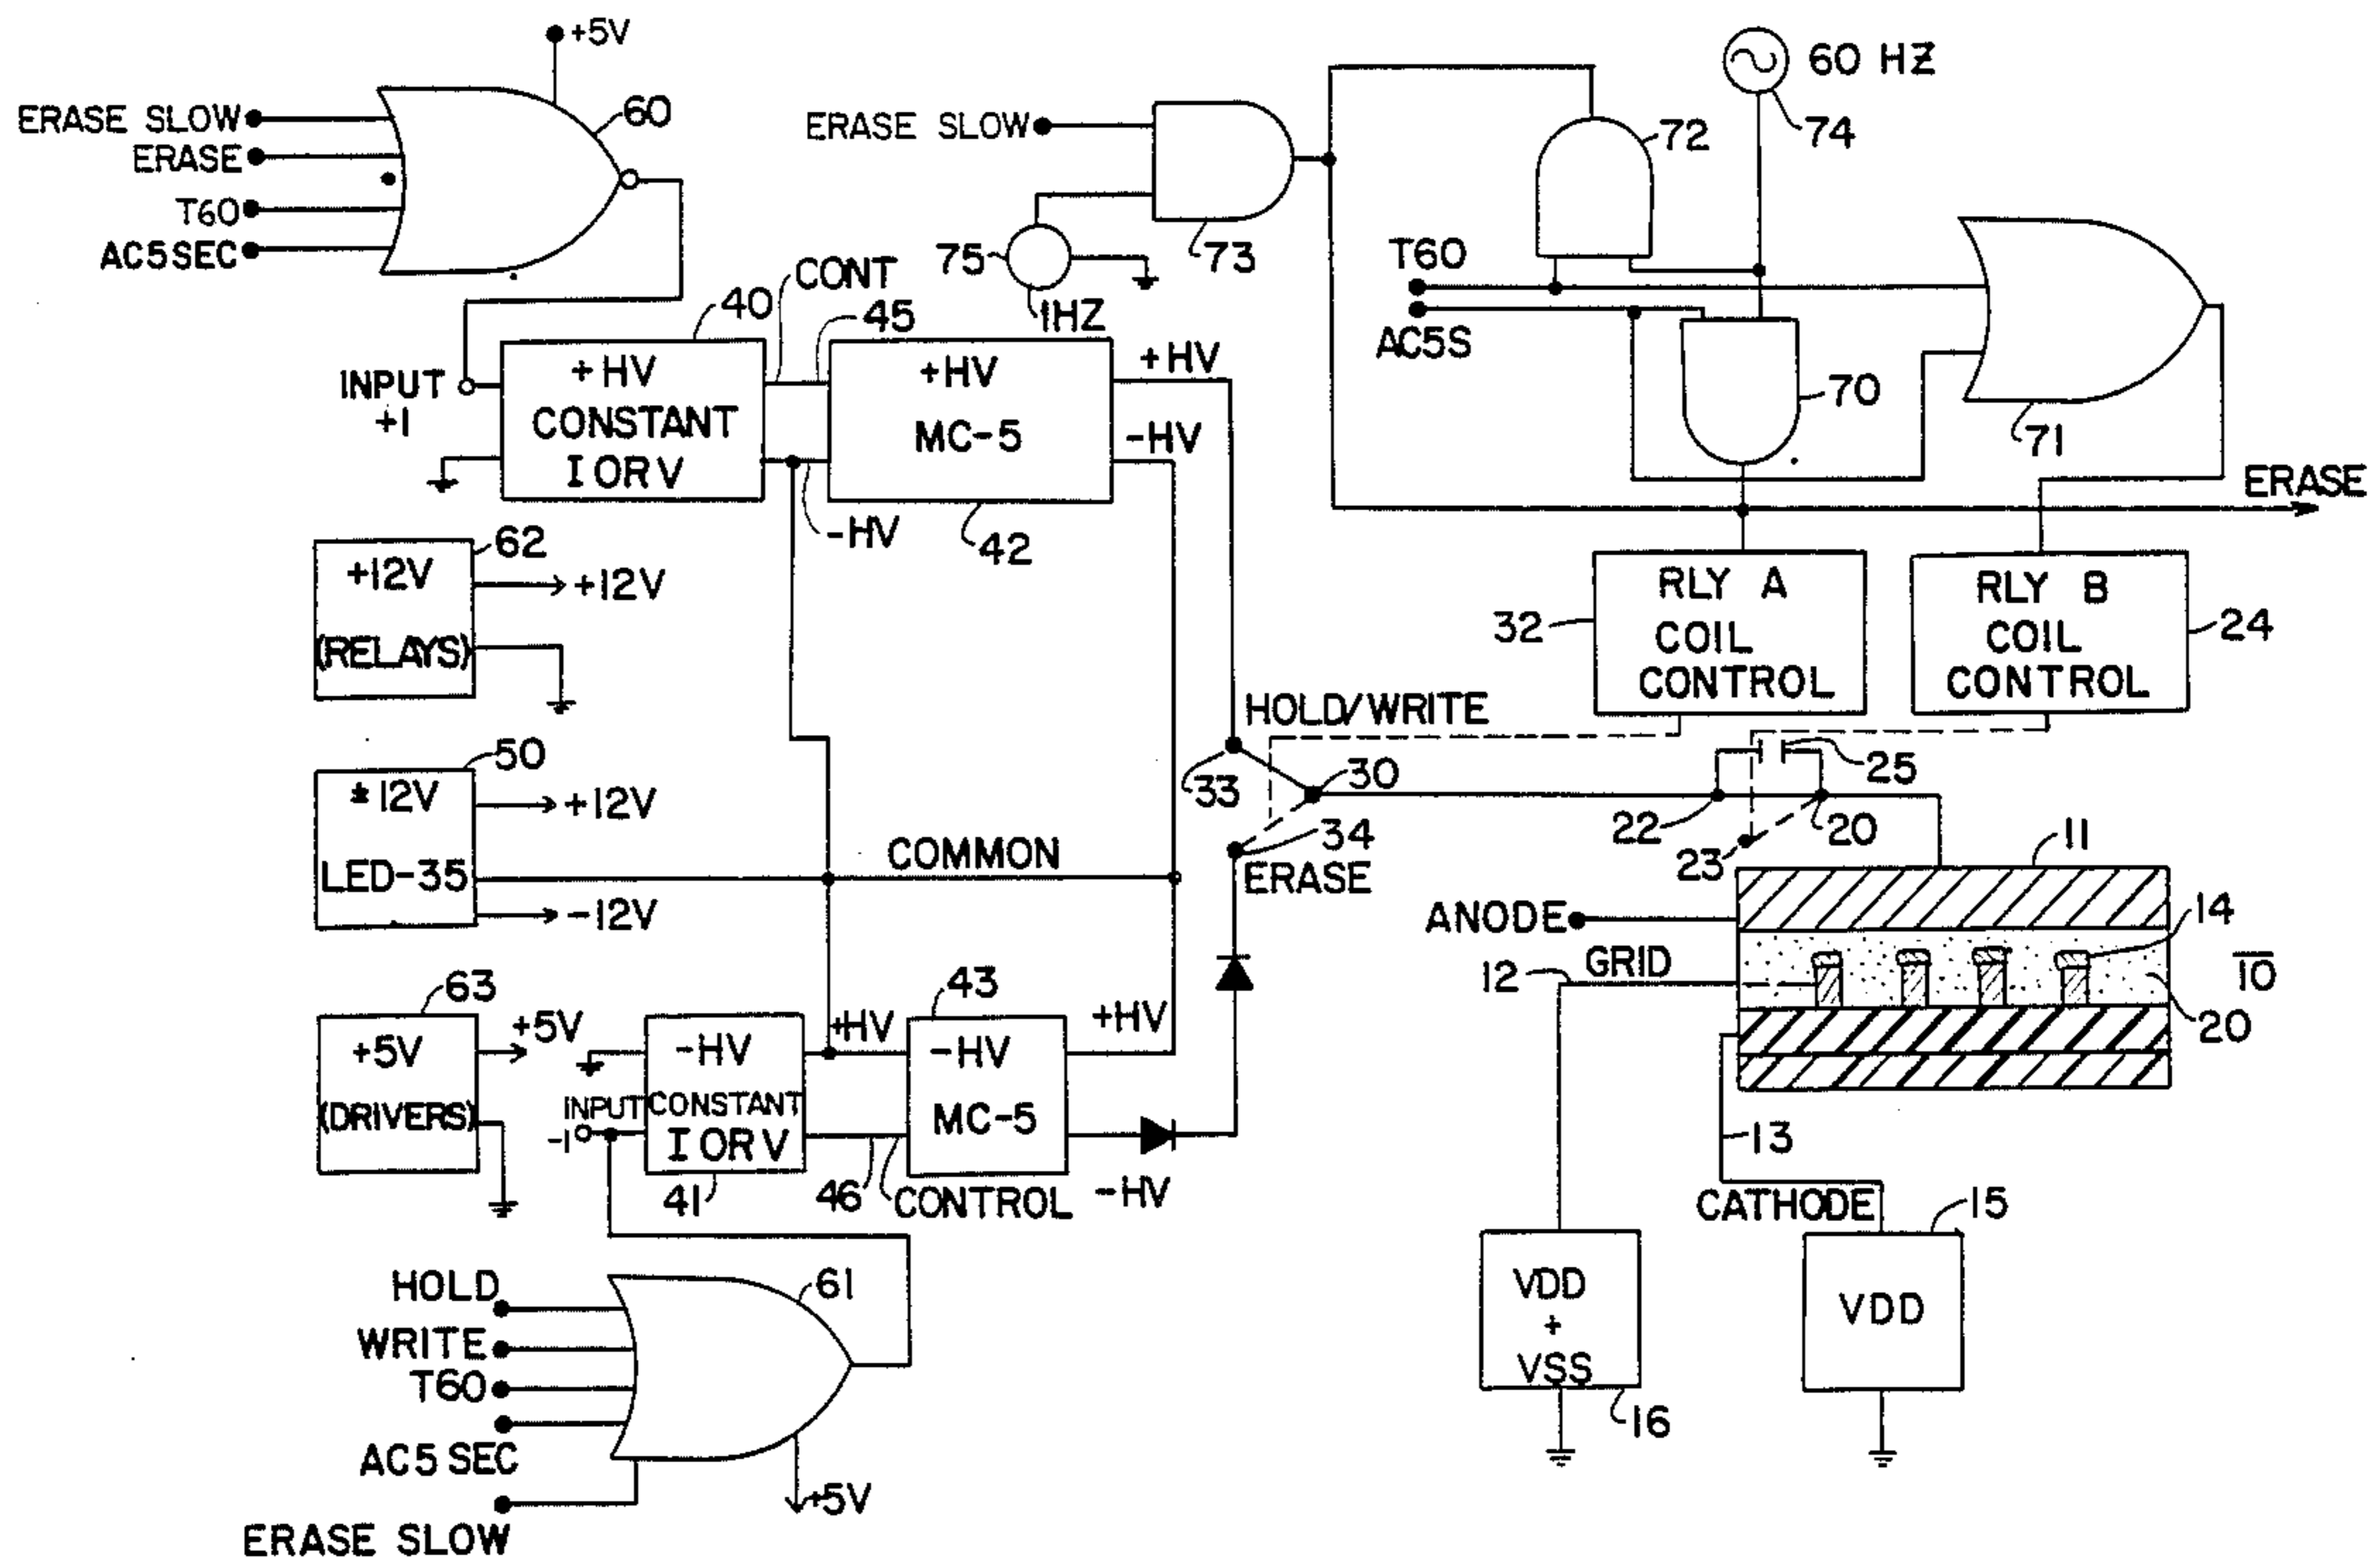 +5V
60 HZ
ERASE SLOW
60
ERASE SLOW
72
74
ERASE
T60
73
75
T60
AC5SEC
CONT
40
45
1HZ
AC5S
INPUT
+1
+HV
CONSTANT
I OR V
+HV
MC-5
+HV
-HV
70
71
ERASE
-HV
42
62
+12V
(RELAYS)
+12V
32
RLY A
COIL
CONTROL
RLY B
COIL
CONTROL
24
HOLD/WRITE
50
±12V
LED-35
+12V
-12V
33
30
25
22
20
34
23
COMMON
ERASE
11
ANODE
14
12
GRID
10
20
63
+5V
(DRIVERS)
+5V
43
-HV
CONSTANT
I OR V
INPUT
-1
+HV
-HV
MC-5
+HV
13
41
46
CONTROL
-HV
CATHODE
15
HOLD
61
VDD
+
VSS
VDD
WRITE
T60
16
AC5 SEC
+5V
ERASE SLOW